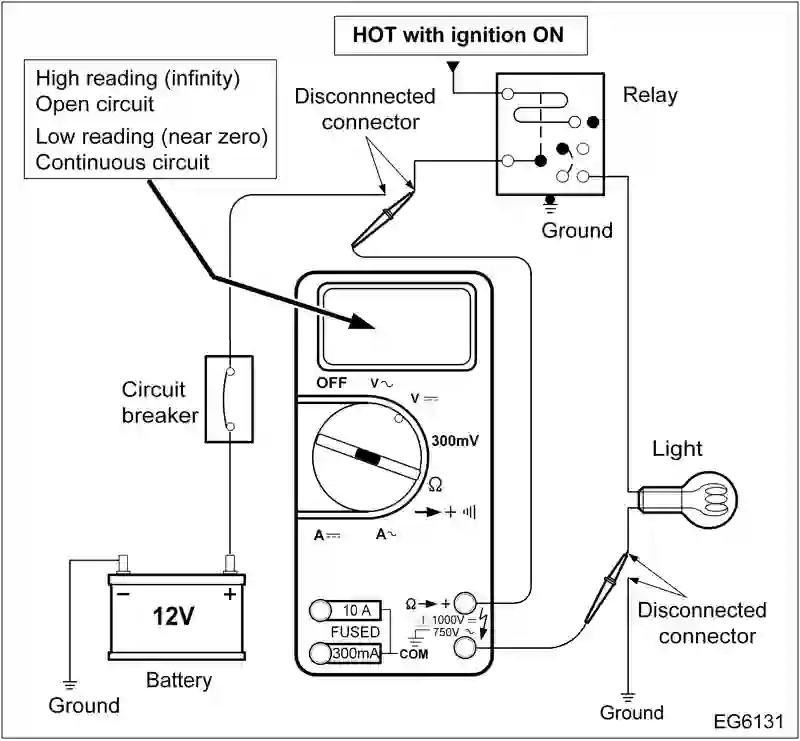 HOT with ignition ON
High reading (infinity)
Open circuit
Low reading (near zero)
Continuous circuit
Disconnnected
connector
Relay
Ground
OFF
V~
V ⎓
300mV
Ω
+
A⎓
A~
Circuit
breaker
Light
12V
− +
Battery
Ground
10 A
FUSED
300mA
COM
Ω +
1000V ⎓
750V ~
Disconnected
connector
Ground
EG6131